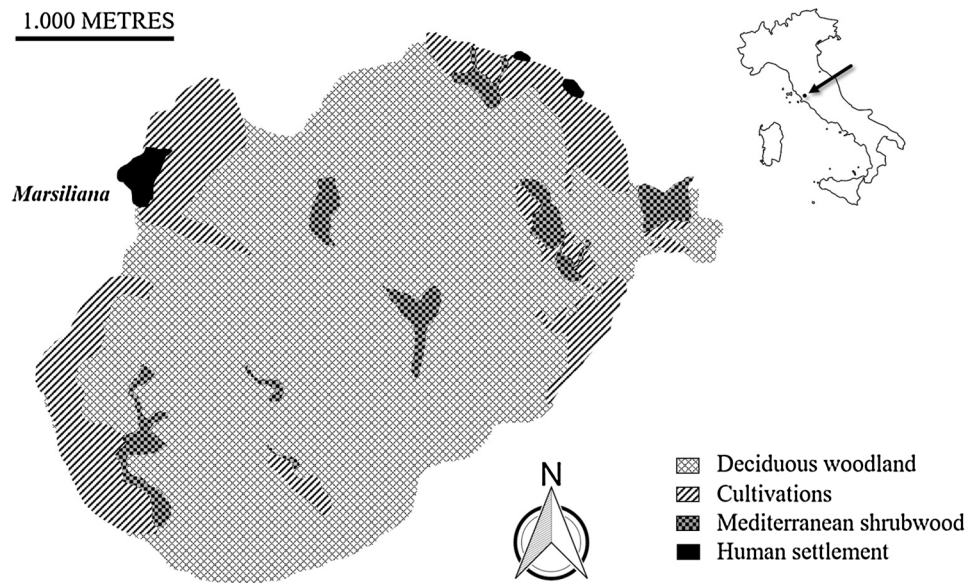 1.000 METRES
Marsiliana
N
Deciduous woodland
Cultivations
Mediterranean shrubwood
Human settlement